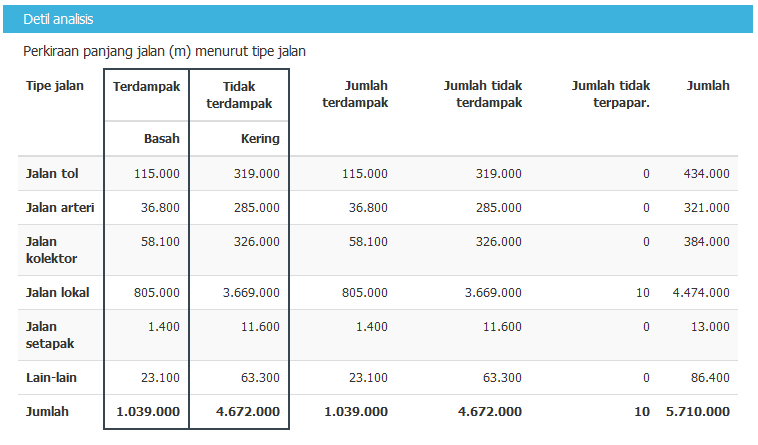 Detil analisis
Perkiraan panjang jalan (m) menurut tipe jalan
Tipe jalan Terdampak Tidak terdampak Jumlah terdampak Jumlah tidak terdampak Jumlah tidak terpapar. Jumlah
Basah Kering
Jalan tol 115.000 319.000 115.000 319.000 0 434.000
Jalan arteri 36.800 285.000 36.800 285.000 0 321.000
Jalan kolektor 58.100 326.000 58.100 326.000 0 384.000
Jalan lokal 805.000 3.669.000 805.000 3.669.000 10 4.474.000
Jalan setapak 1.400 11.600 1.400 11.600 0 13.000
Lain-lain 23.100 63.300 23.100 63.300 0 86.400
Jumlah 1.039.000 4.672.000 1.039.000 4.672.000 10 5.710.000